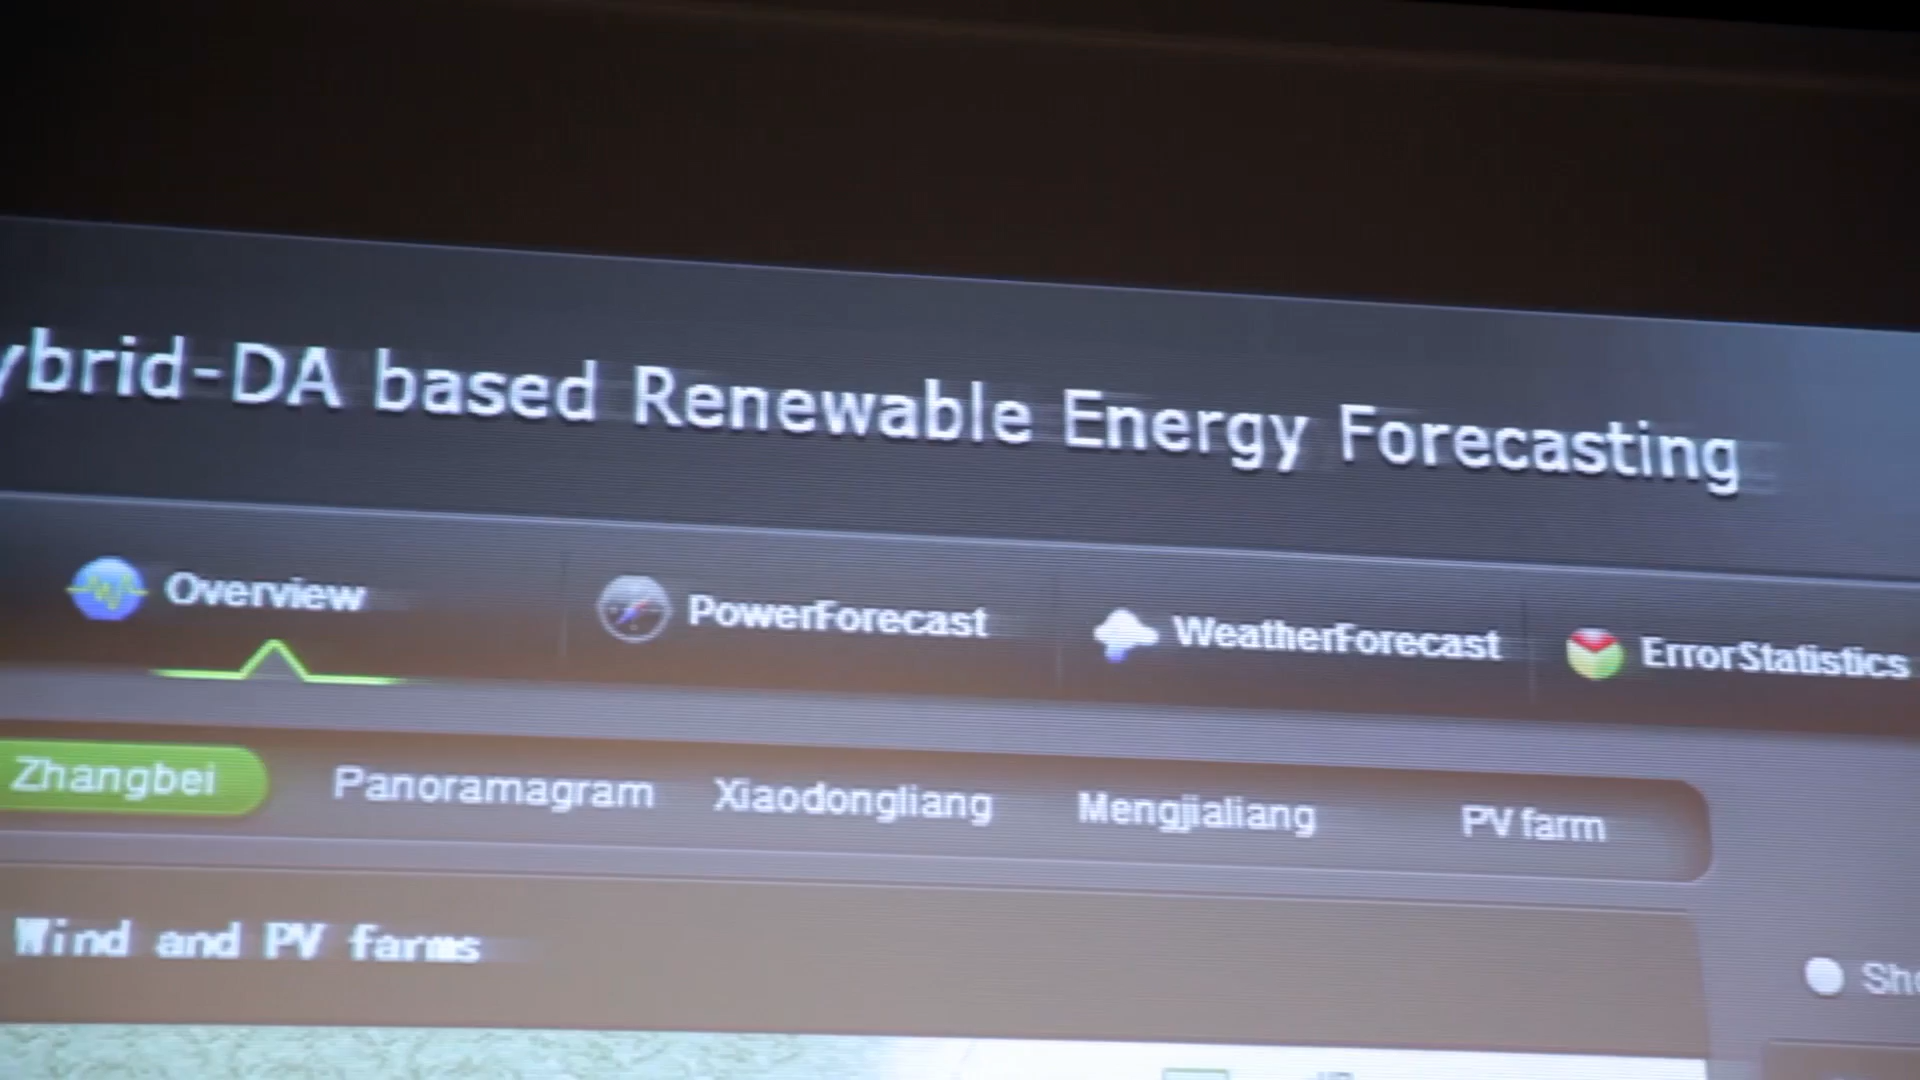 ybrid-DA based Renewable Energy Forecasting
Overview PowerForecast WeatherForecast ErrorStatistics
Zhangbei Panoramagram Xiaodongliang Mengjialiang PV farm
Wind and PV farms